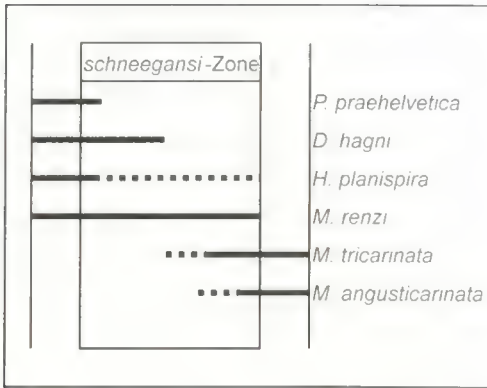 schneegansi-Zone
P. praehelvetica
D. hagni
H. planispira
M. renzi
M. tricarinata
M. angusticarinata